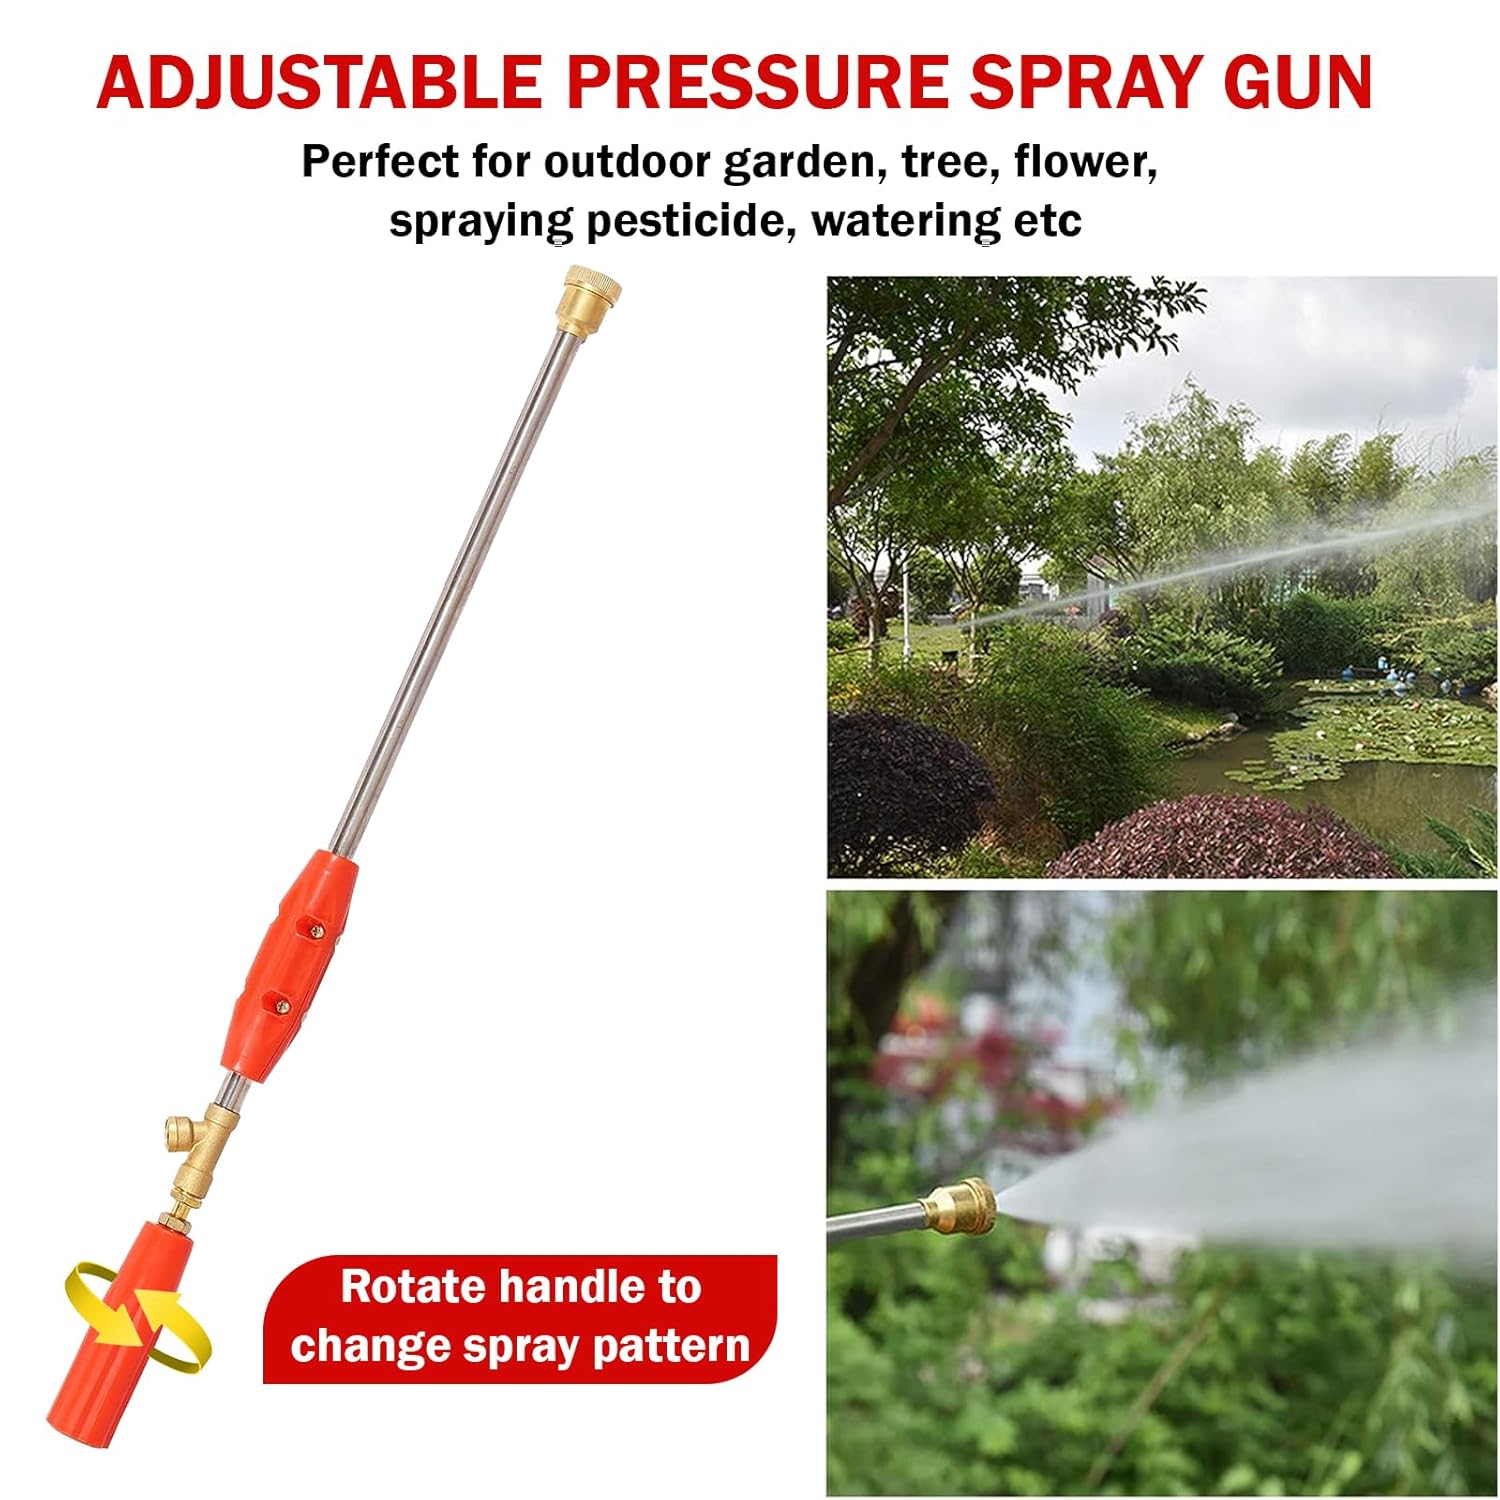 ADJUSTABLE PRESSURE SPRAY GUN
Perfect for outdoor garden, tree, flower,
spraying pesticide, watering etc
Rotate handle to
change spray pattern